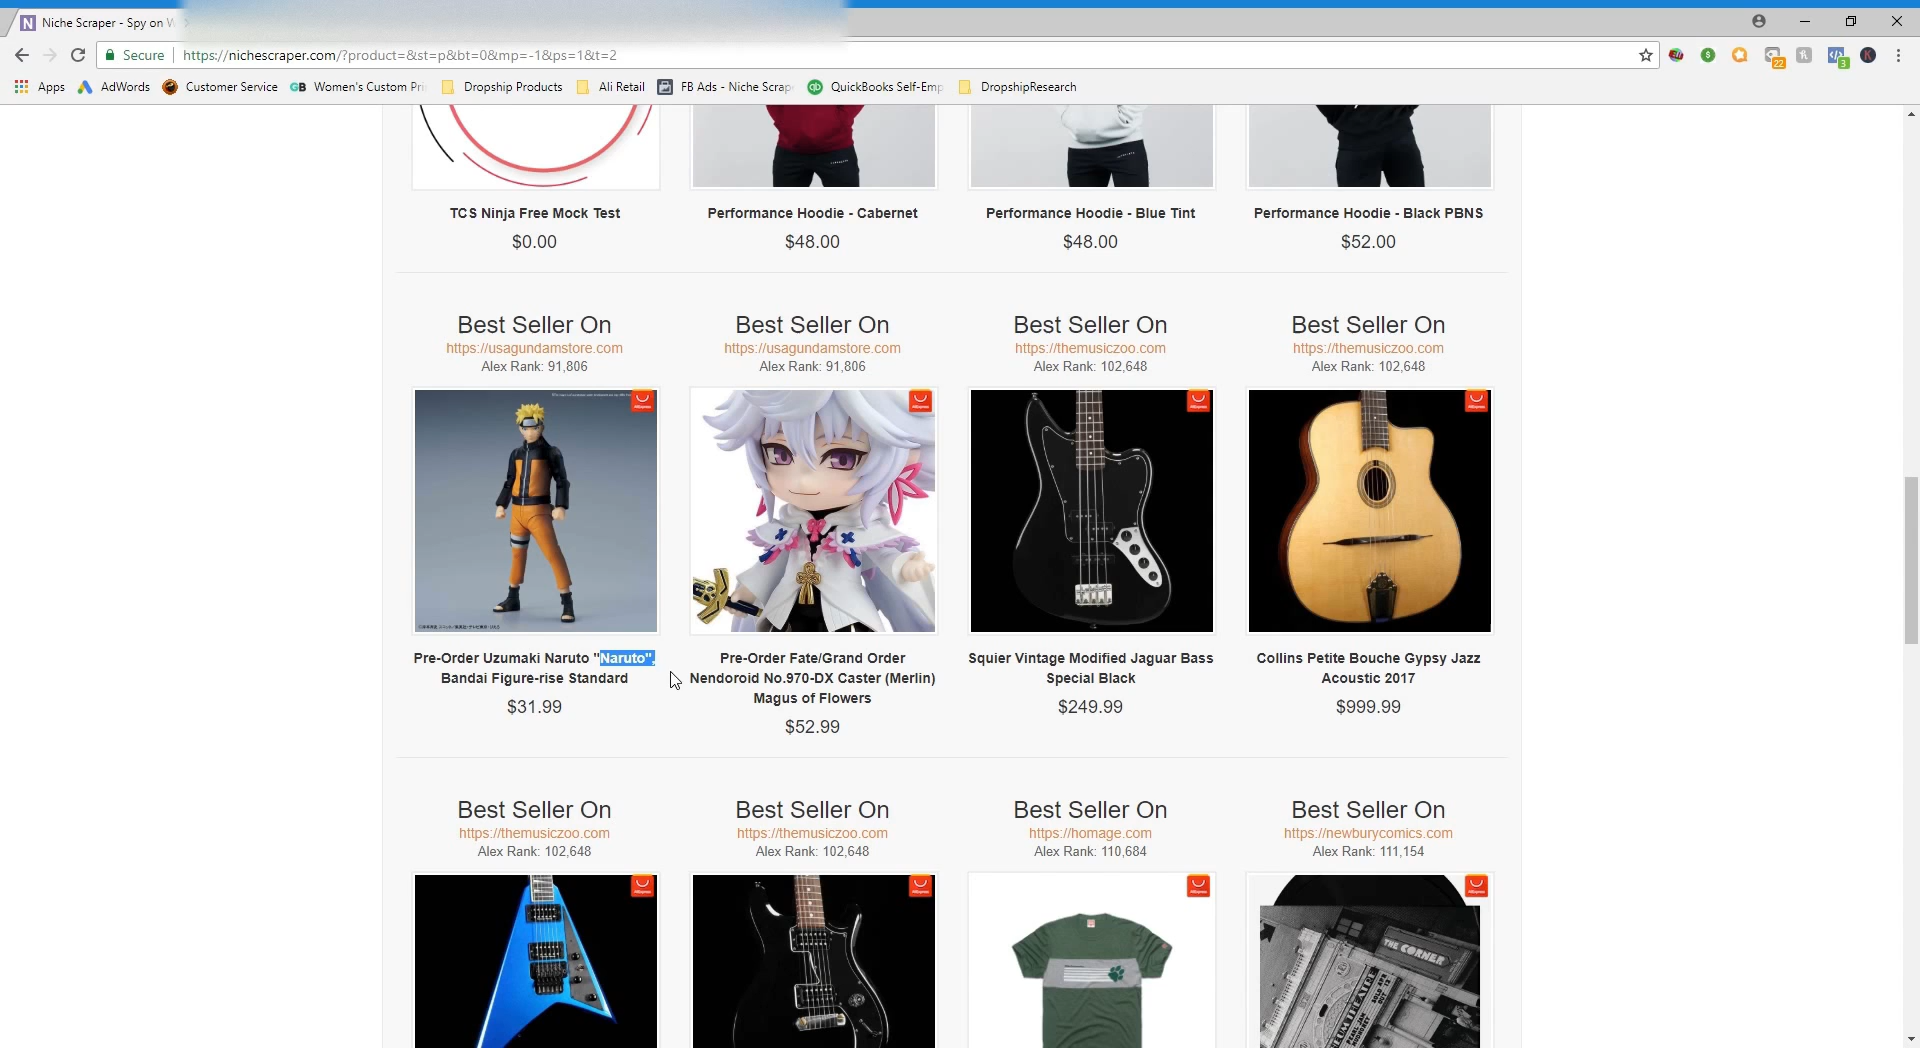 Niche Scraper - Spy on W
Secure
https://nichescraper.com/?product=&st=p&bt=0&mp=-1&ps=1&t=2
22
3
K
Apps
AdWords
Customer Service
GB Women's Custom Pri
Dropship Products
Ali Retail
FB Ads - Niche Scrap
QuickBooks Self-Emp
DropshipResearch
TCS Ninja Free Mock Test
$0.00
Performance Hoodie - Cabernet
$48.00
Performance Hoodie - Blue Tint
$48.00
Performance Hoodie - Black PBNS
$52.00
Best Seller On
https://usagundamstore.com
Alex Rank: 91,806
Pre-Order Uzumaki Naruto "Naruto",
Bandai Figure-rise Standard
$31.99
Best Seller On
https://usagundamstore.com
Alex Rank: 91,806
Pre-Order Fate/Grand Order
Nendoroid No.970-DX Caster (Merlin)
Magus of Flowers
$52.99
Best Seller On
https://themusiczoo.com
Alex Rank: 102,648
Squier Vintage Modified Jaguar Bass
Special Black
$249.99
Best Seller On
https://themusiczoo.com
Alex Rank: 102,648
Collins Petite Bouche Gypsy Jazz
Acoustic 2017
$999.99
Best Seller On
https://themusiczoo.com
Alex Rank: 102,648
Best Seller On
https://themusiczoo.com
Alex Rank: 102,648
Best Seller On
https://homage.com
Alex Rank: 110,684
Best Seller On
https://newburycomics.com
Alex Rank: 111,154
THE CORNER